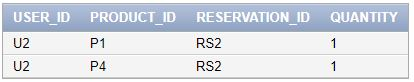 USER_ID PRODUCT_ID RESERVATION_ID QUANTITY
U2 P1 RS2 1
U2 P4 RS2 1